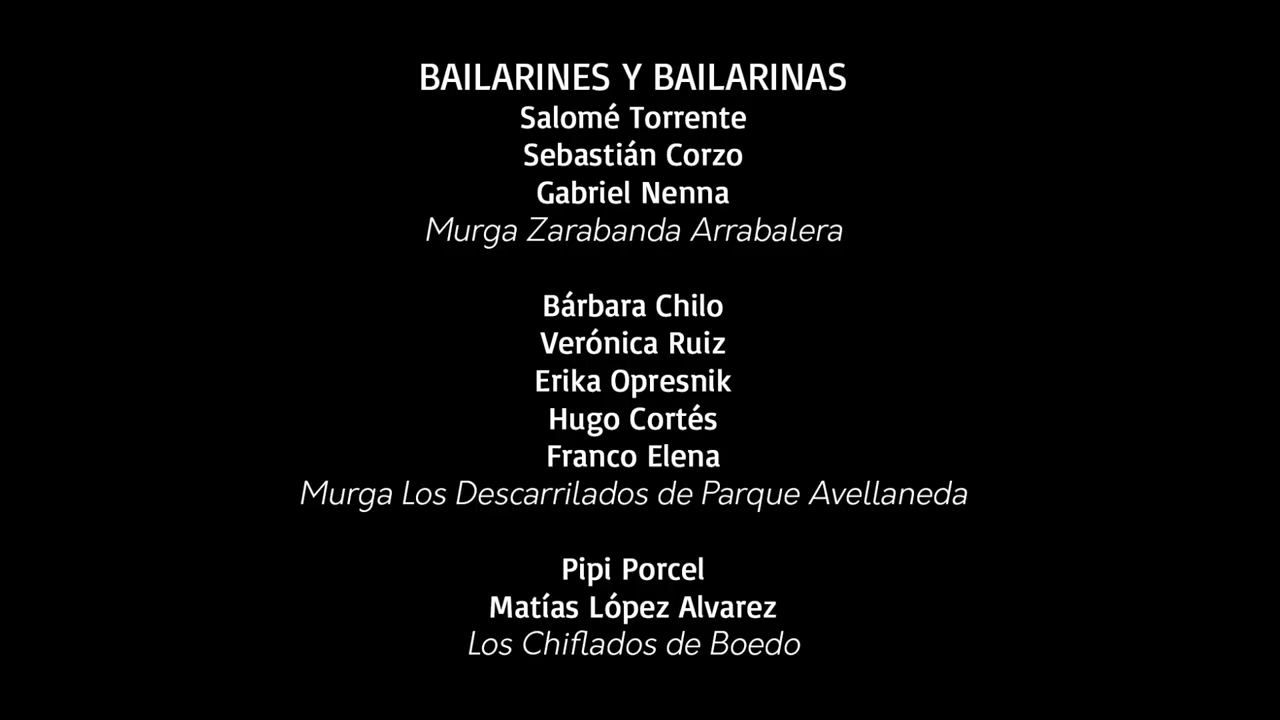 BAILARINES Y BAILARINAS
Salomé Torrente
Sebastián Corzo
Gabriel Nenna
Murga Zarabanda Arrabalera
Bárbara Chilo
Verónica Ruiz
Erika Opresnik
Hugo Cortés
Franco Elena
Murga Los Descarrilados de Parque Avellaneda
Pipi Porcel
Matías López Alvarez
Los Chiflados de Boedo